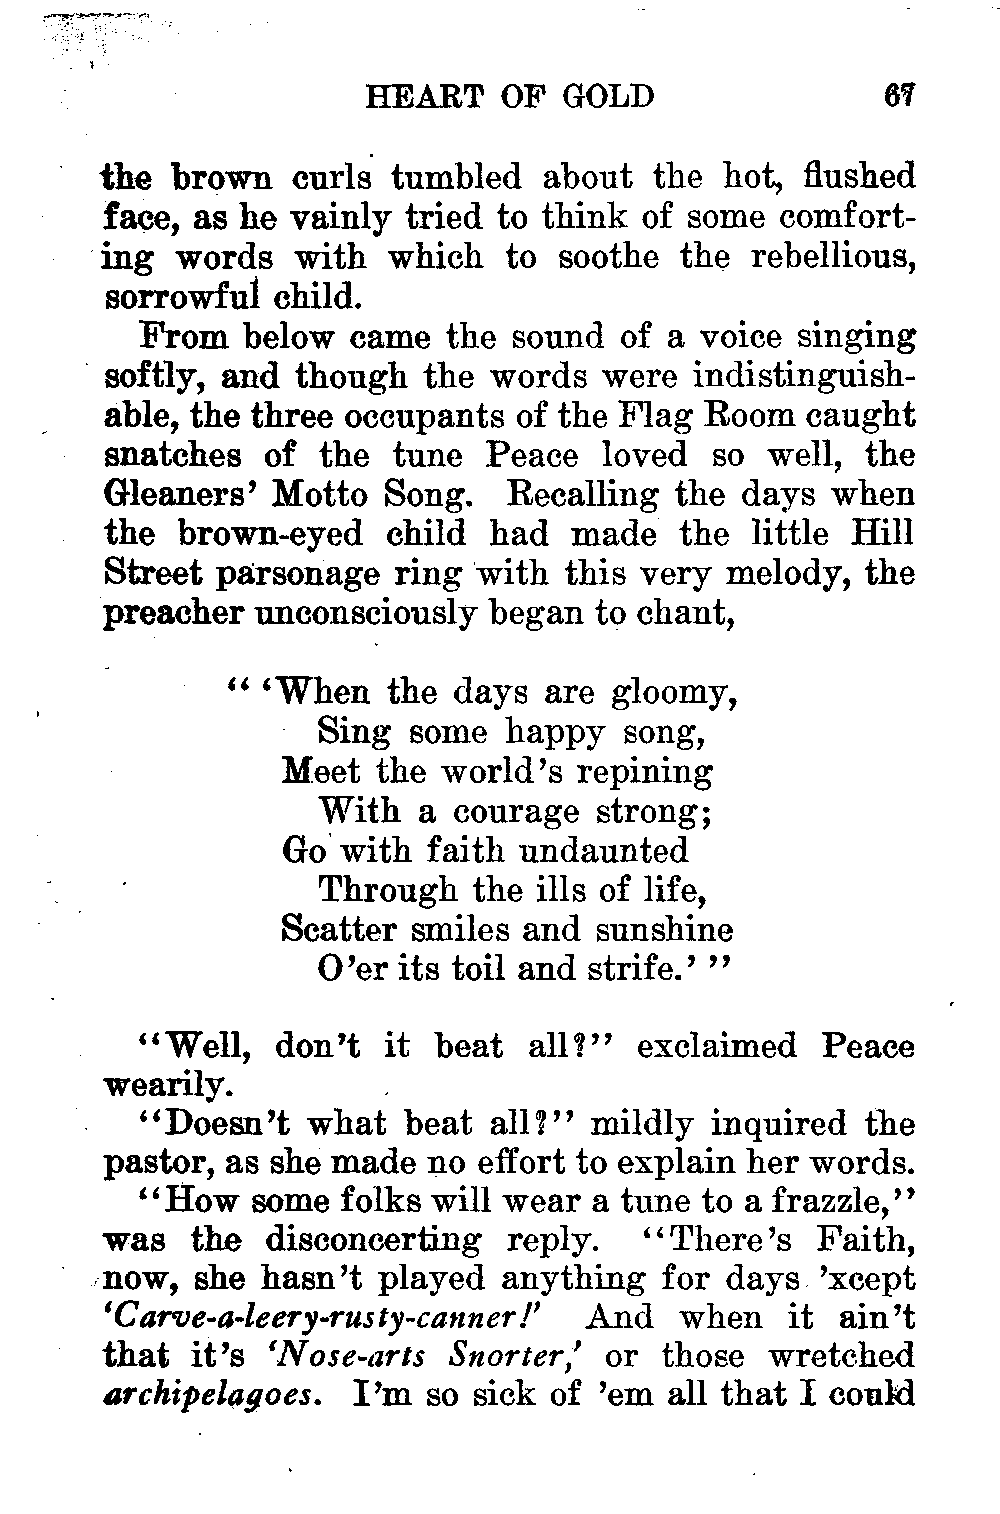 HEART OF GOLD 67
the brown curls tumbled about the hot, flushed
face, as he vainly tried to think of some comfort-
ing words with which to soothe the rebellious,
sorrowful child.
From below came the sound of a voice singing
softly, and though the words were indistinguish-
able, the three occupants of the Flag Room caught
snatches of the tune Peace loved so well, the
Gleaners' Motto Song. Recalling the days when
the brown-eyed child had made the little Hill
Street parsonage ring with this very melody, the
preacher unconsciously began to chant,
" 'When the days are gloomy,
Sing some happy song,
Meet the world's repining
With a courage strong;
Go with faith undaunted
Through the ills of life,
Scatter smiles and sunshine
O'er its toil and strife.' "
"Well, don't it beat all?" exclaimed Peace
wearily.
"Doesn't what beat all?" mildly inquired the
pastor, as she made no effort to explain her words.
"How some folks will wear a tune to a frazzle,"
was the disconcerting reply. "There's Faith,
now, she hasn't played anything for days 'xcept
'Carve-a-leery-rusty-canner!' And when it ain't
that it's 'Nose-arts Snorter,' or those wretched
archipelagoes. I'm so sick of 'em all that I could